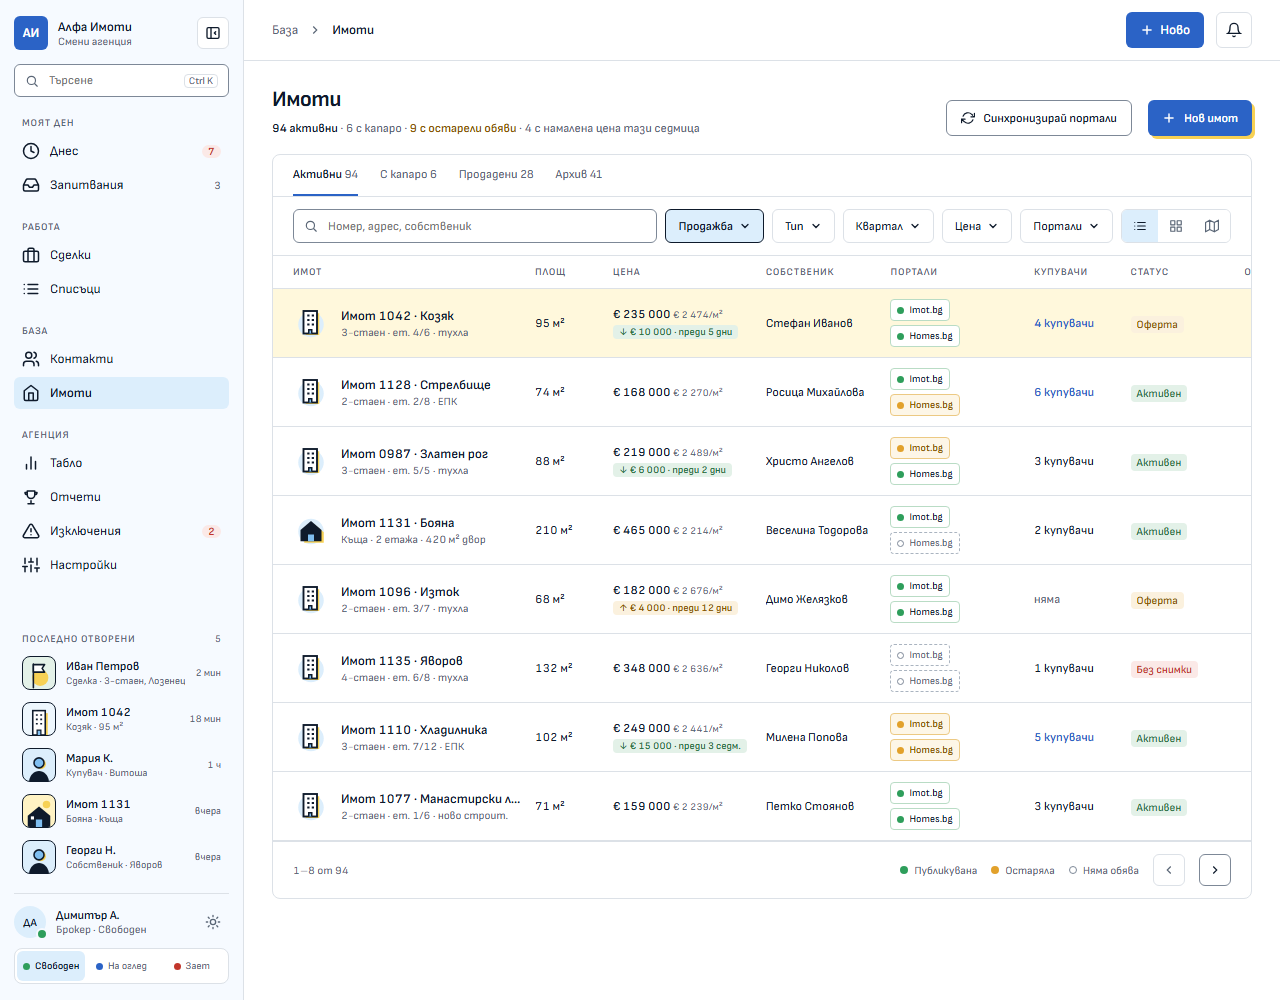 АИ
Алфа Имоти
Смени агенция
Търсене
Ctrl K
МОЯТ ДЕН
Днес
7
Запитвания
3
РАБОТА
Сделки
Списъци
БАЗА
Контакти
Имоти
АГЕНЦИЯ
Табло
Отчети
Изключения
2
Настройки
ПОСЛЕДНО ОТВОРЕНИ
5
Иван Петров
Сделка · 3-стаен, Лозенец
2 мин
Имот 1042
Козяк · 95 м²
18 мин
Мария К.
Купувач · Витоша
1 ч
Имот 1131
Бояна · къща
вчера
Георги Н.
Собственик · Яворов
вчера
ДА
Димитър А.
Брокер · Свободен
Свободен
На оглед
Зает
База
Имоти
Ново
Имоти
94 активни · 6 с капаро · 9 с остарели обяви · 4 с намалена цена тази седмица
Синхронизирай портали
Нов имот
Активни 94
С капаро 6
Продадени 28
Архив 41
Номер, адрес, собственик
Продажба
Тип
Квартал
Цена
Портали
ИМОТ
ПЛОЩ
ЦЕНА
СОБСТВЕНИК
ПОРТАЛИ
КУПУВАЧИ
СТАТУС
О
Имот 1042 · Козяк
3-стаен · ет. 4/6 · тухла
95 м²
€ 235 000 € 2 474/м²
↓ € 10 000 · преди 5 дни
Стефан Иванов
Imot.bg
Homes.bg
4 купувачи
Оферта
Имот 1128 · Стрелбище
2-стаен · ет. 2/8 · ЕПК
74 м²
€ 168 000 € 2 270/м²
Росица Михайлова
Imot.bg
Homes.bg
6 купувачи
Активен
Имот 0987 · Златен рог
3-стаен · ет. 5/5 · тухла
88 м²
€ 219 000 € 2 489/м²
↓ € 6 000 · преди 2 дни
Христо Ангелов
Imot.bg
Homes.bg
3 купувачи
Активен
Имот 1131 · Бояна
Къща · 2 етажа · 420 м² двор
210 м²
€ 465 000 € 2 214/м²
Веселина Тодорова
Imot.bg
Homes.bg
2 купувачи
Активен
Имот 1096 · Изток
2-стаен · ет. 3/7 · тухла
68 м²
€ 182 000 € 2 676/м²
↑ € 4 000 · преди 12 дни
Димо Желязков
Imot.bg
Homes.bg
няма
Оферта
Имот 1135 · Яворов
4-стаен · ет. 6/8 · тухла
132 м²
€ 348 000 € 2 636/м²
Георги Николов
Imot.bg
Homes.bg
1 купувачи
Без снимки
Имот 1110 · Хладилника
3-стаен · ет. 7/12 · ЕПК
102 м²
€ 249 000 € 2 441/м²
↓ € 15 000 · преди 3 седм.
Милена Попова
Imot.bg
Homes.bg
5 купувачи
Активен
Имот 1077 · Манастирски л...
2-стаен · ет. 1/6 · ново строит.
71 м²
€ 159 000 € 2 239/м²
Петко Стоянов
Imot.bg
Homes.bg
3 купувачи
Активен
1–8 от 94
Публикувана
Остаряла
Няма обява